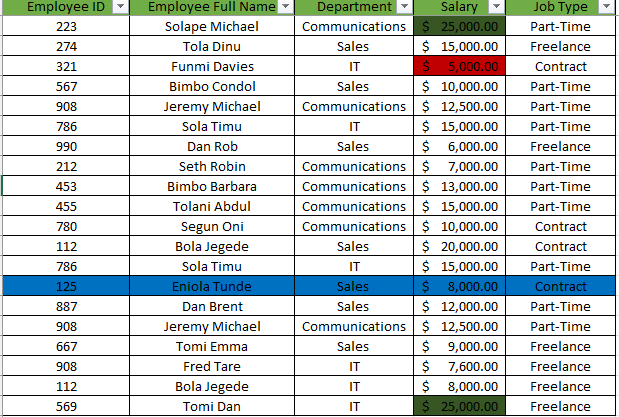 Employee ID Employee Full Name Department Salary Job Type
223 Solape Michael Communications $ 25,000.00 Part-Time
274 Tola Dinu Sales $ 15,000.00 Freelance
321 Funmi Davies IT $ 5,000.00 Contract
567 Bimbo Condol Sales $ 10,000.00 Part-Time
908 Jeremy Michael Communications $ 12,500.00 Part-Time
786 Sola Timu IT $ 15,000.00 Part-Time
990 Dan Rob Sales $ 6,000.00 Freelance
212 Seth Robin Communications $ 7,000.00 Part-Time
453 Bimbo Barbara Communications $ 13,000.00 Part-Time
455 Tolani Abdul Communications $ 15,000.00 Part-Time
780 Segun Oni Communications $ 10,000.00 Contract
112 Bola Jegede Sales $ 20,000.00 Contract
786 Sola Timu IT $ 15,000.00 Part-Time
125 Eniola Tunde Sales $ 8,000.00 Contract
887 Dan Brent Sales $ 12,000.00 Part-Time
908 Jeremy Michael Communications $ 12,500.00 Part-Time
667 Tomi Emma Sales $ 9,000.00 Freelance
908 Fred Tare IT $ 7,600.00 Freelance
112 Bola Jegede IT $ 8,000.00 Freelance
569 Tomi Dan IT $ 25,000.00 Freelance